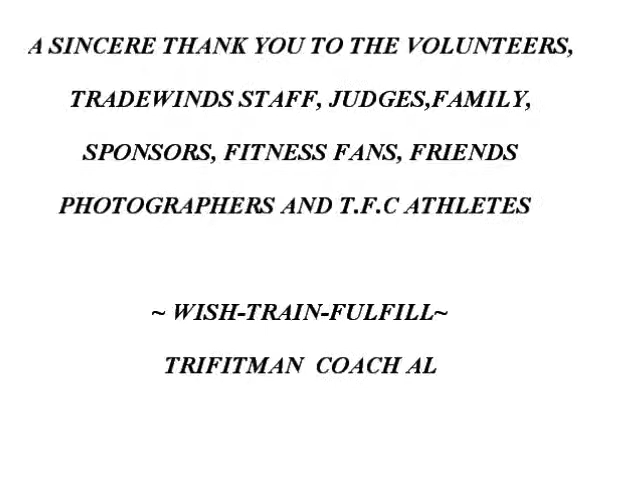 A SINCERE THANK YOU TO THE VOLUNTEERS,
TRADEWINDS STAFF, JUDGES,FAMILY,
SPONSORS, FITNESS FANS, FRIENDS
PHOTOGRAPHERS AND T.F.C ATHLETES
~ WISH-TRAIN-FULFILL~
TRIFITMAN  COACH AL